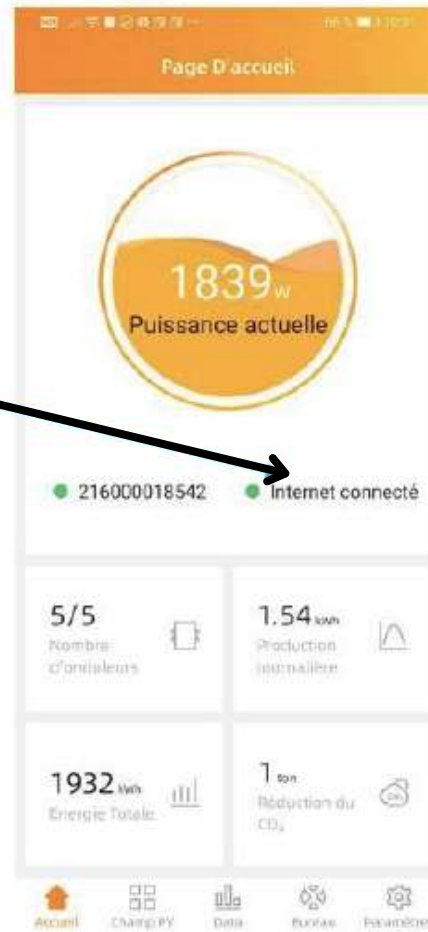 Page D'accueil
1839W
Puissance actuelle
216000018542
Internet connecté
5/5
Nombre
d'onduleurs
1.54 kWh
Production
journalière
1932 kWh
Energie Totale
1 ton
Réduction du
CO₂
Accueil
Champ PV
Data
Bureau
Paramètre